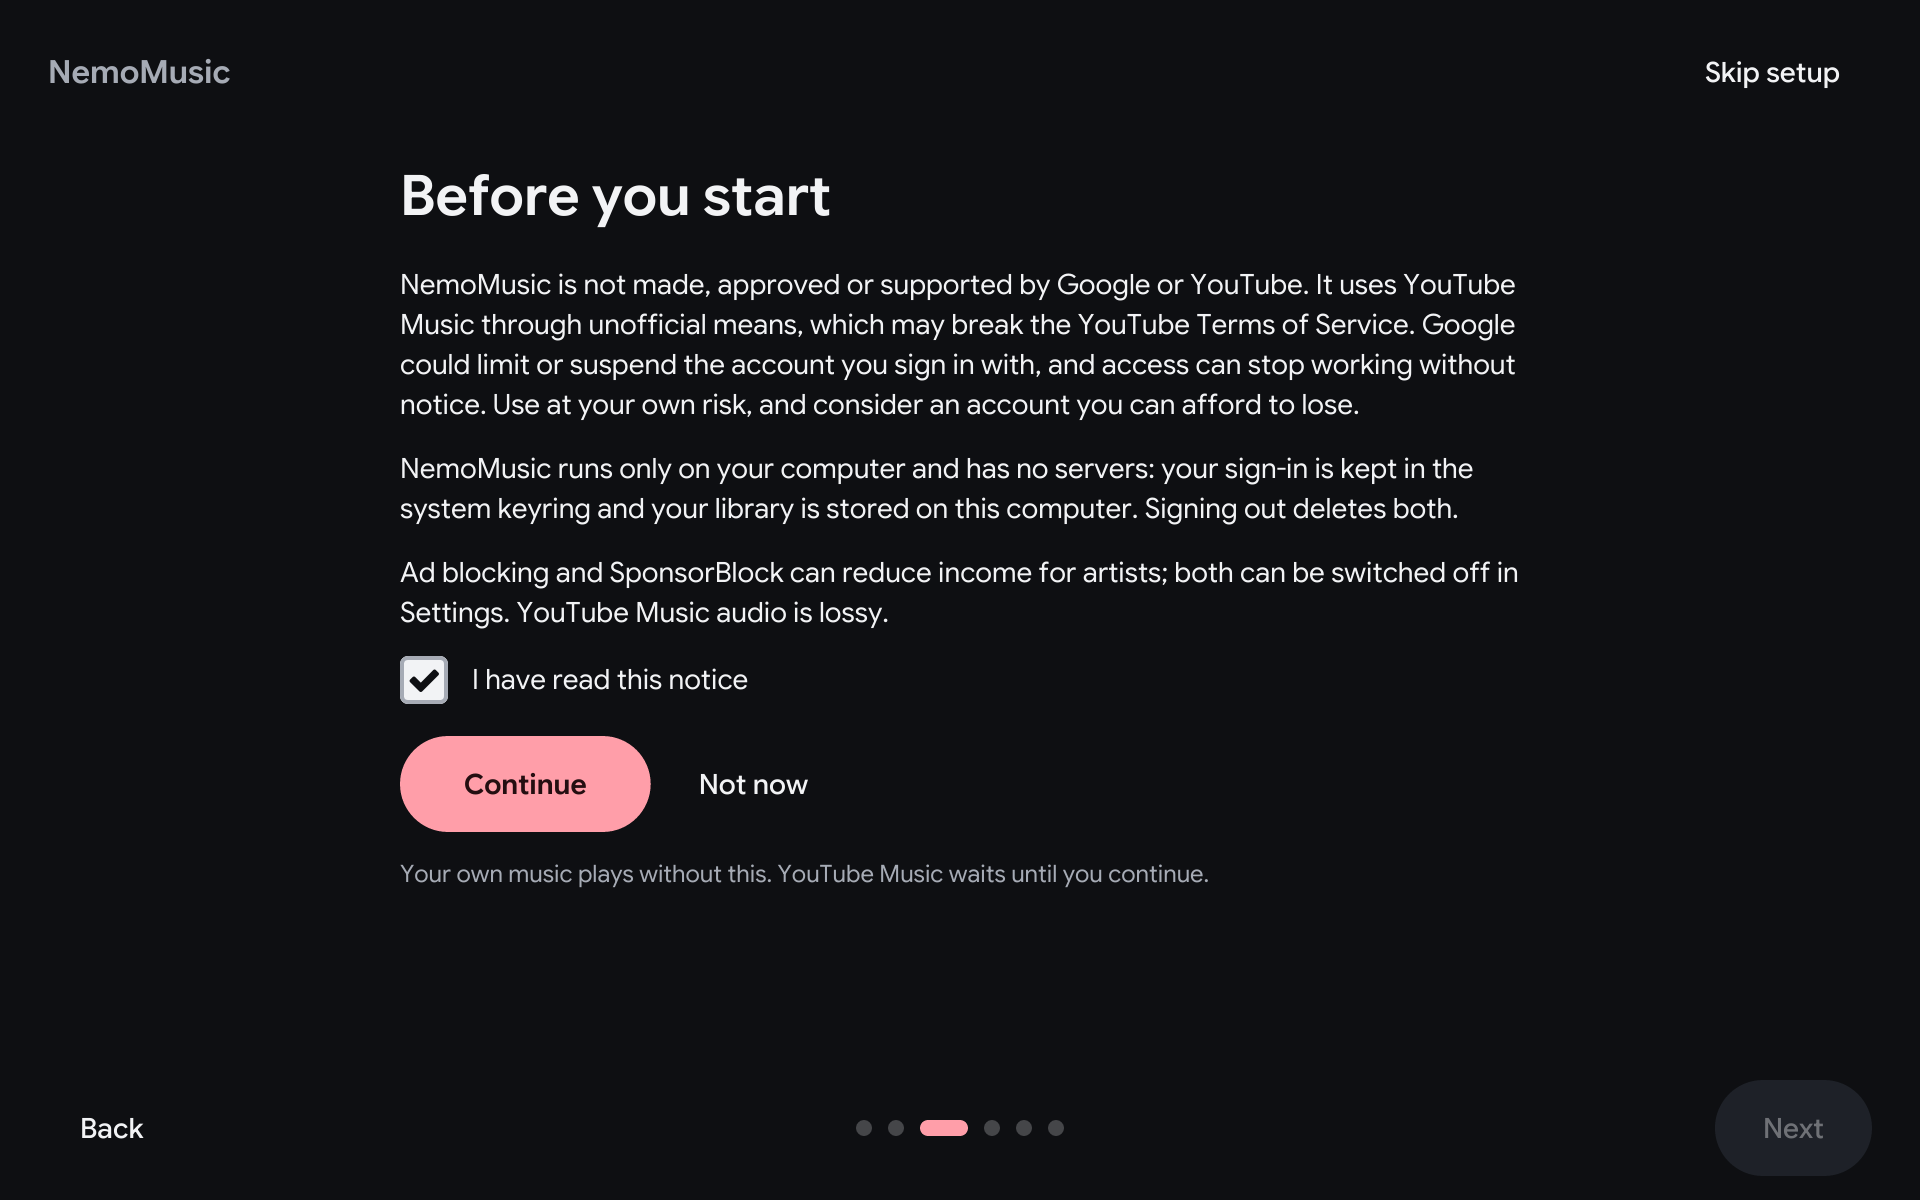 NemoMusic
Skip setup
Before you start
NemoMusic is not made, approved or supported by Google or YouTube. It uses YouTube
Music through unofficial means, which may break the YouTube Terms of Service. Google
could limit or suspend the account you sign in with, and access can stop working without
notice. Use at your own risk, and consider an account you can afford to lose.
NemoMusic runs only on your computer and has no servers: your sign-in is kept in the
system keyring and your library is stored on this computer. Signing out deletes both.
Ad blocking and SponsorBlock can reduce income for artists; both can be switched off in
Settings. YouTube Music audio is lossy.
I have read this notice
Continue
Not now
Your own music plays without this. YouTube Music waits until you continue.
Back
Next